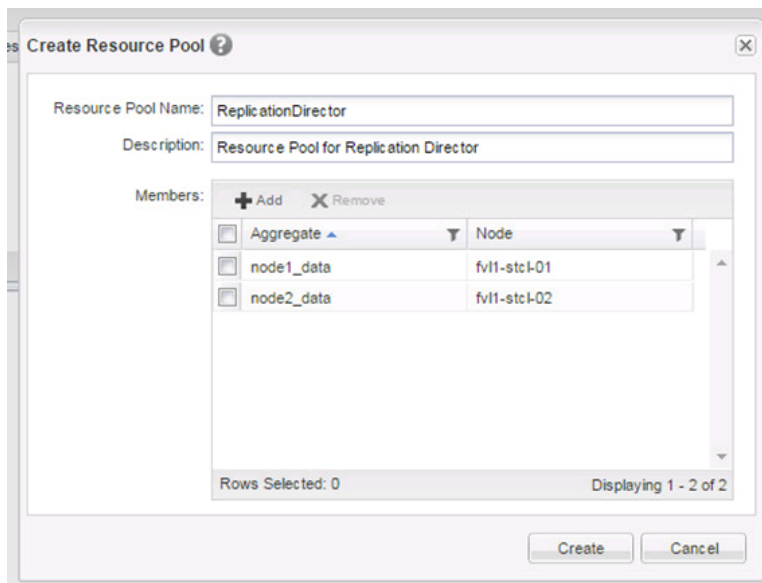 es
Create Resource Pool ?
Resource Pool Name: ReplicationDirector
Description: Resource Pool for Replication Director
Members:
Add Remove
Aggregate Node
node1_data fvl1-stcl-01
node2_data fvl1-stcl-02
Rows Selected: 0 Displaying 1 - 2 of 2
Create Cancel